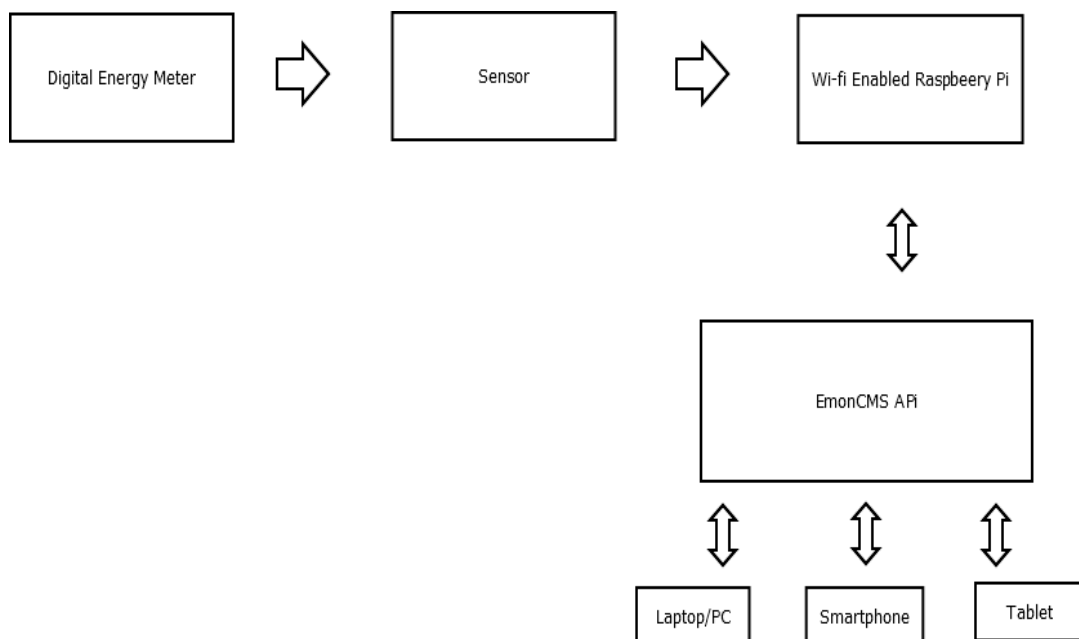 Digital Energy Meter
Sensor
Wi-fi Enabled Raspbeery Pi
EmonCMS APi
Laptop/PC
Smartphone
Tablet